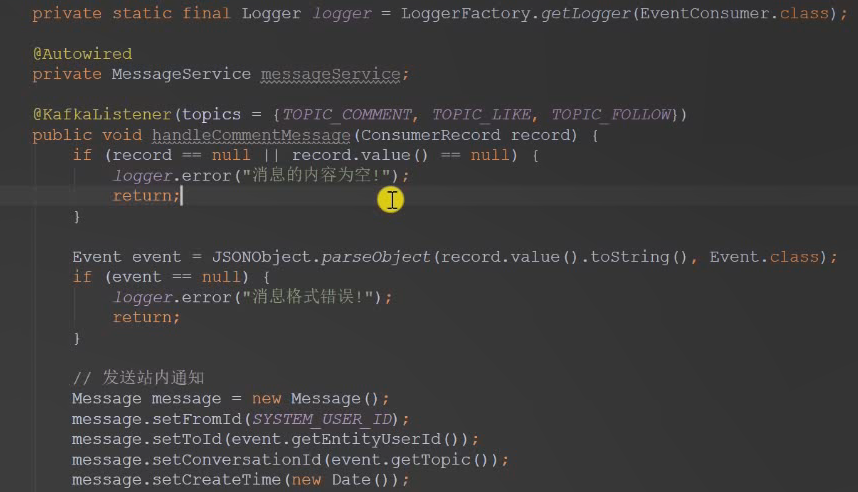 private static final Logger logger = LoggerFactory.getLogger(EventConsumer.class);
@Autowired
private MessageService messageService;
@KafkaListener(topics = {TOPIC_COMMENT, TOPIC_LIKE, TOPIC_FOLLOW})
public void handleCommentMessage(ConsumerRecord record) {
if (record == null || record.value() == null) {
logger.error("消息的内容为空!");
return;
}
Event event = JSONObject.parseObject(record.value().toString(), Event.class);
if (event == null) {
logger.error("消息格式错误!");
return;
}
// 发送站内通知
Message message = new Message();
message.setFromId(SYSTEM_USER_ID);
message.setToId(event.getEntityUserId());
message.setConversationId(event.getTopic());
message.setCreateTime(new Date());